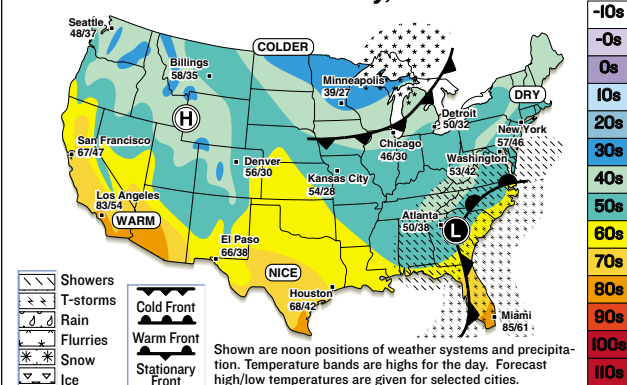 Seattle
48/37
COLDER
Billings
58/35
Minneapolis
39/27
H
DRY
Detroit
50/32
New York
57/46
San Francisco
67/47
Chicago
46/30
Washington
53/42
Denver
56/30
Kansas City
54/28
Los Angeles
83/54
WARM
Atlanta
50/38
L
El Paso
66/38
NICE
Houston
68/42
Miami
85/61
Showers
T-storms
Rain
Flurries
Snow
Ice
Cold Front
Warm Front
Stationary
Front
Shown are noon positions of weather systems and precipita-
tion. Temperature bands are highs for the day. Forecast
high/low temperatures are given for selected cities.
-10s
-0s
0s
10s
20s
30s
40s
50s
60s
70s
80s
90s
100s
110s